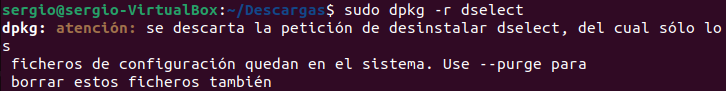 sergio@sergio-VirtualBox:~/Descargas$ sudo dpkg -r dselect
dpkg: atención: se descarta la petición de desinstalar dselect, del cual sólo lo
s
 ficheros de configuración quedan en el sistema. Use --purge para
 borrar estos ficheros también